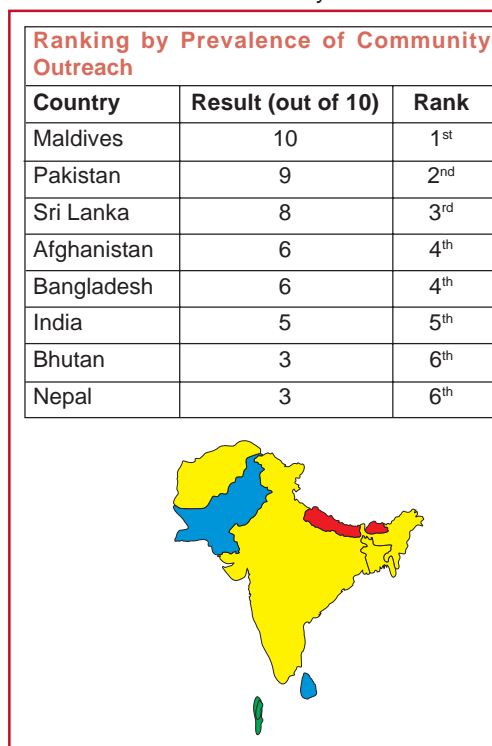 Ranking by Prevalence of Community
Outreach
Country Result (out of 10) Rank
Maldives 10 1st
Pakistan 9 2nd
Sri Lanka 8 3rd
Afghanistan 6 4th
Bangladesh 6 4th
India 5 5th
Bhutan 3 6th
Nepal 3 6th